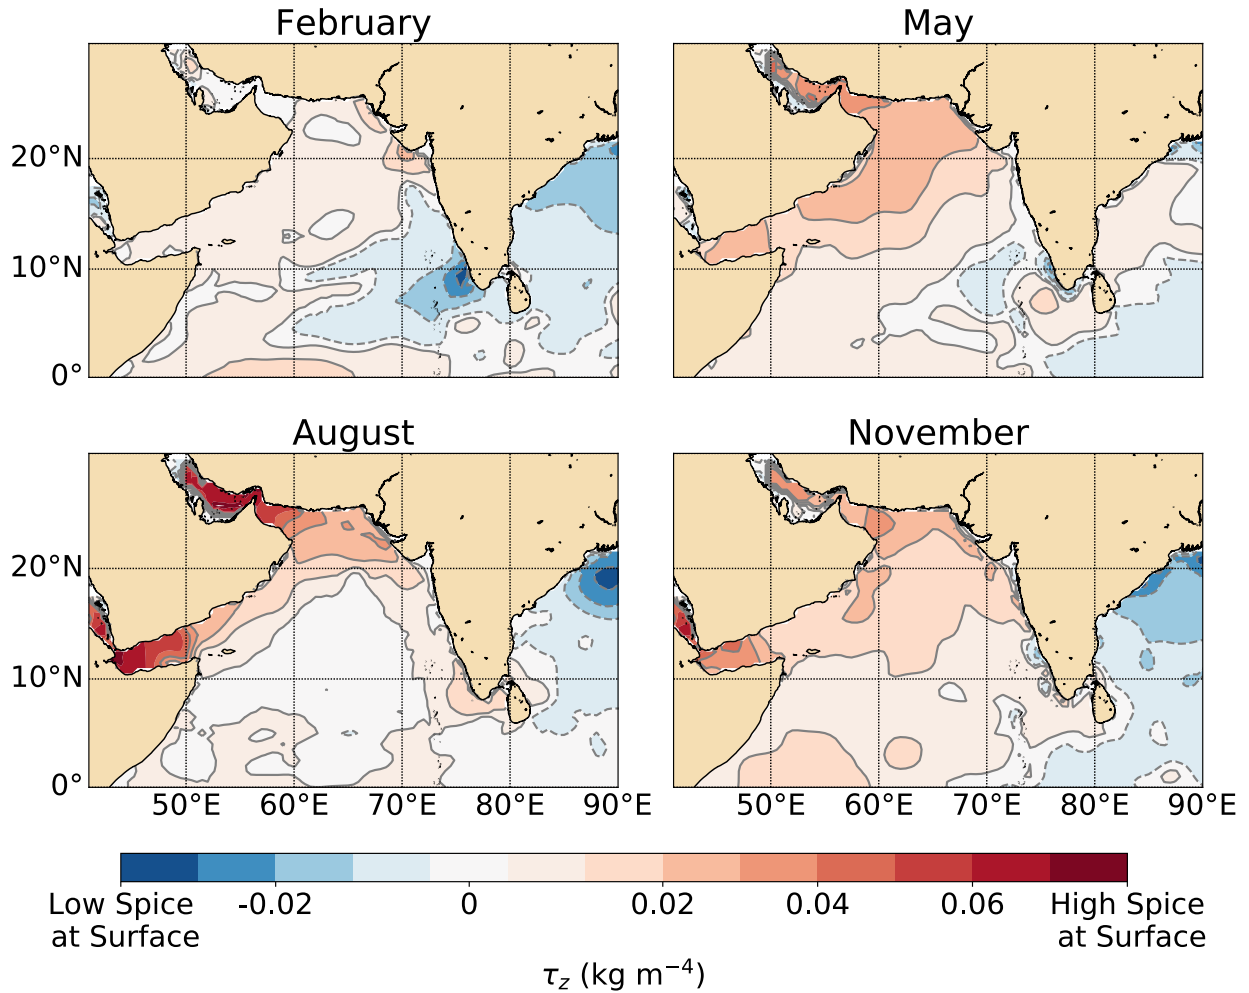 February
May
20°N
10°N
0°
August
November
20°N
10°N
0°
50°E 60°E 70°E 80°E 90°E
50°E 60°E 70°E 80°E 90°E
Low Spice at Surface
-0.02 0 0.02 0.04 0.06
High Spice at Surface
τz (kg m⁻⁴)